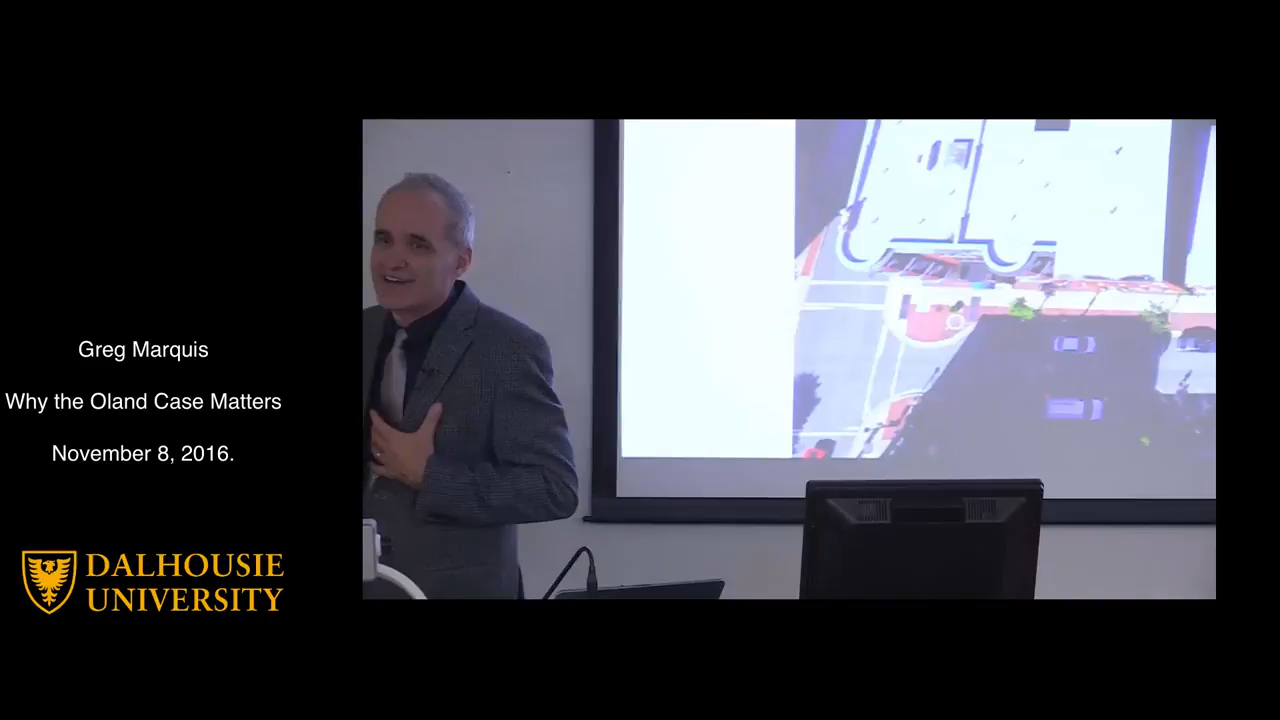 Greg Marquis
Why the Oland Case Matters
November 8, 2016.
DALHOUSIE
UNIVERSITY